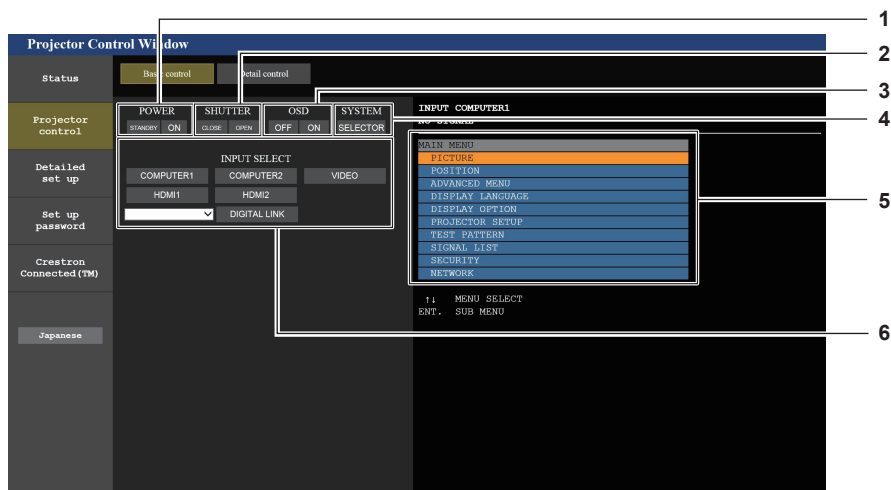 1
Projector Control Window
2
Status
Basic control
Detail control
3
POWER
SHUTTER
OSD
SYSTEM
STANDBY
ON
CLOSE
OPEN
OFF
ON
SELECTOR
INPUT COMPUTER1
NO SIGNAL
4
Projector
control
INPUT SELECT
COMPUTER1
COMPUTER2
VIDEO
HDMI1
HDMI2
DIGITAL LINK
MAIN MENU
PICTURE
POSITION
ADVANCED MENU
DISPLAY LANGUAGE
DISPLAY OPTION
PROJECTOR SETUP
TEST PATTERN
SIGNAL LIST
SECURITY
NETWORK
5
Detailed
set up
Set up
password
Crestron
Connected(TM)
↑↓ MENU SELECT
ENT. SUB MENU
6
Japanese